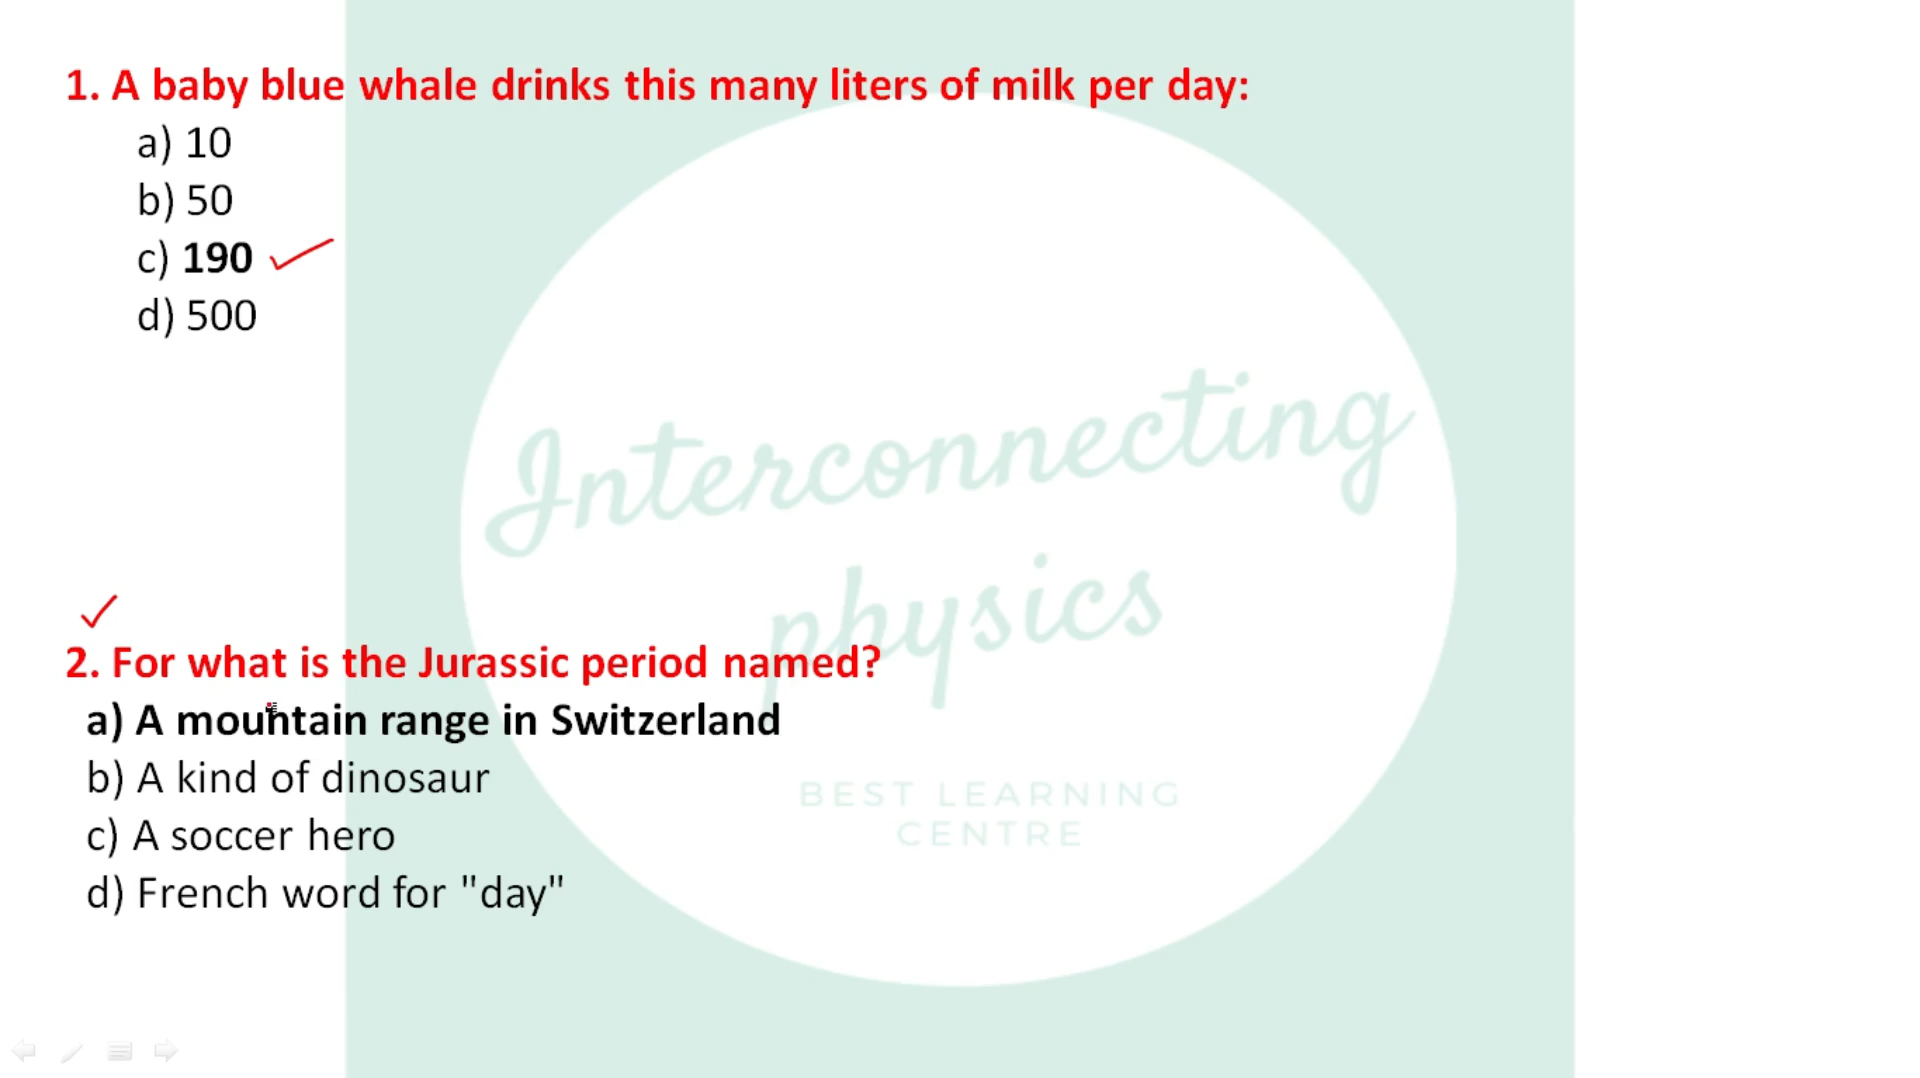 1. A baby blue whale drinks this many liters of milk per day:
a) 10
b) 50
c) 190
d) 500
Interconnecting
physics
2. For what is the Jurassic period named?
a) A mountain range in Switzerland
b) A kind of dinosaur
c) A soccer hero
d) French word for "day"
BEST LEARNING
CENTRE